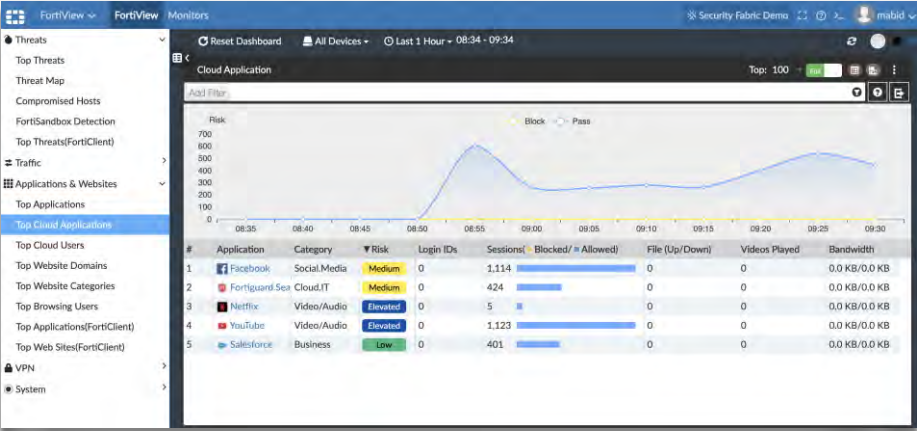 FortiView FortiView Monitors Security Fabric Demo mabid
Threats
Top Threats
Threat Map
Compromised Hosts
FortiSandbox Detection
Top Threats(FortiClient)
Traffic
Applications & Websites
Top Applications
Top Cloud Applications
Top Cloud Users
Top Website Domains
Top Website Categories
Top Browsing Users
Top Applications(FortiClient)
Top Web Sites(FortiClient)
VPN
System
Reset Dashboard All Devices Last 1 Hour 08:34 - 09:34
Cloud Application Top: 100
Add Filter
Risk Block Pass
700
600
500
400
300
200
100
0
08:35 08:40 08:45 08:50 08:55 09:00 09:05 09:10 09:15 09:20 09:25 09:30
# Application Category ▼Risk Login IDs Sessions( Blocked/ Allowed) File (Up/Down) Videos Played Bandwidth
1 Facebook Social.Media Medium 0 1,114 0 0 0.0 KB/0.0 KB
2 Fortiguard.Sea Cloud.IT Medium 0 424 0 0 0.0 KB/0.0 KB
3 Netflix Video/Audio Elevated 0 5 0 0 0.0 KB/0.0 KB
4 YouTube Video/Audio Elevated 0 1,123 0 0 0.0 KB/0.0 KB
5 Salesforce Business Low 0 401 0 0 0.0 KB/0.0 KB